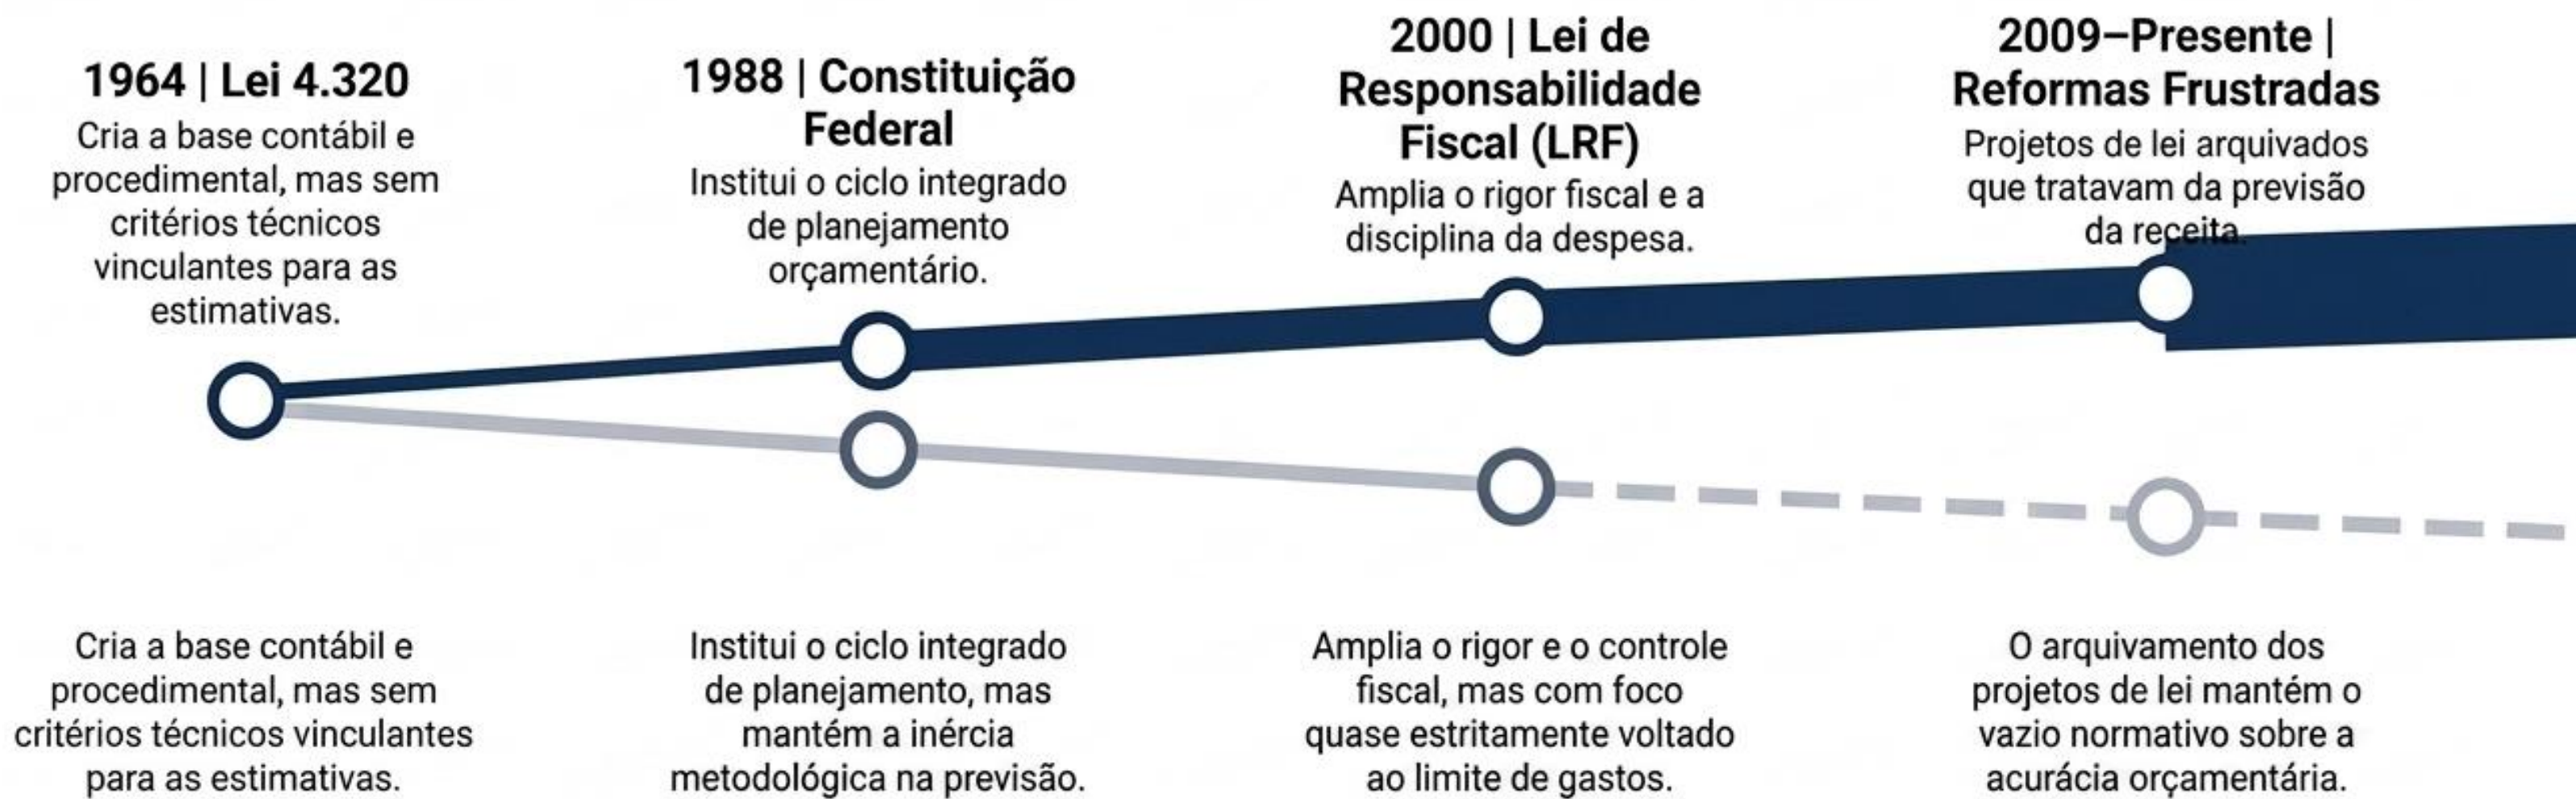 1964 | Lei 4.320
Cria a base contábil e
procedimental, mas sem
critérios técnicos
vinculantes para as
estimativas.
1988 | Constituição
Federal
Institui o ciclo integrado
de planejamento
orçamentário.
2000 | Lei de
Responsabilidade
Fiscal (LRF)
Amplia o rigor fiscal e a
disciplina da despesa.
2009–Presente |
Reformas Frustradas
Projetos de lei arquivados
que tratavam da previsão
da receita.
Cria a base contábil e
procedimental, mas sem
critérios técnicos vinculantes
para as estimativas.
Institui o ciclo integrado
de planejamento, mas
mantém a inércia
metodológica na previsão.
Amplia o rigor e o controle
fiscal, mas com foco
quase estritamente voltado
ao limite de gastos.
O arquivamento dos
projetos de lei mantém o
vazio normativo sobre a
acurácia orçamentária.